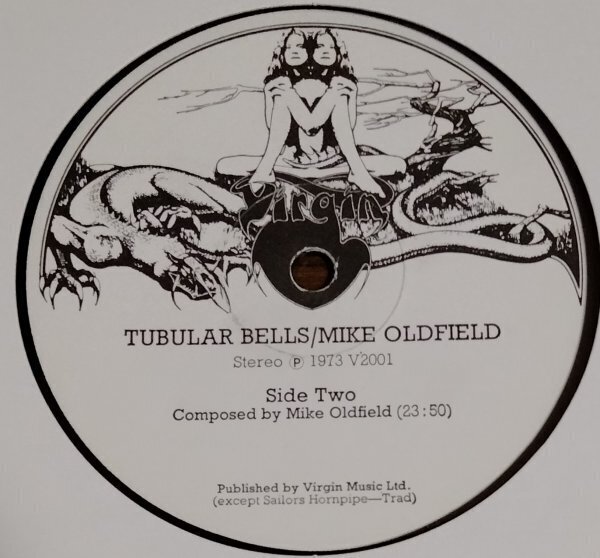 Virgin
TUBULAR BELLS/MIKE OLDFIELD
Stereo Ⓟ 1973 V2001
Side Two
Composed by Mike Oldfield (23:50)
Published by Virgin Music Ltd.
(except Sailors Hornpipe—Trad)